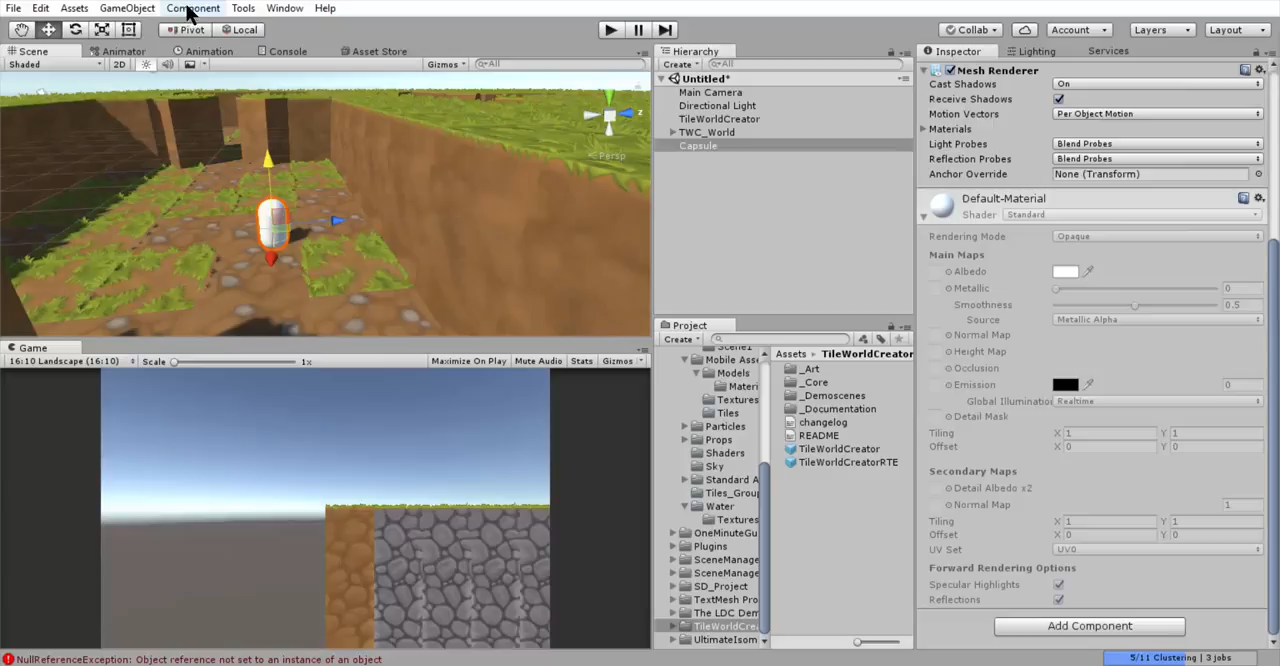 File Edit Assets GameObject Component Tools Window Help
Pivot Local Collab Account Layers Layout
Scene Animator Animation Console Asset Store
Shaded 2D Gizmos All
Persp
z
Game
16:10 Landscape (16:10) Scale 1x Maximize On Play Mute Audio Stats Gizmos
Hierarchy
Create All
Untitled*
Main Camera
Directional Light
TileWorldCreator
TWC_World
Capsule
Project
Create
Mobile Ass
Models
Materi
Textures
Tiles
Particles
Props
Shaders
Sky
Standard A
Tiles_Grou
Water
Textures
OneMinuteGu
Plugins
SceneManage
SceneManage
SD_Project
TextMesh Pro
The LDC Dem
TileWorldCre
UltimateIsom
Assets TileWorldCreator
_Art
_Core
_Demoscenes
_Documentation
changelog
README
TileWorldCreator
TileWorldCreatorRTE
Inspector Lighting Services
Mesh Renderer
Cast Shadows On
Receive Shadows
Motion Vectors Per Object Motion
Materials
Light Probes Blend Probes
Reflection Probes Blend Probes
Anchor Override None (Transform)
Default-Material
Shader Standard
Rendering Mode Opaque
Main Maps
Albedo
Metallic 0
Smoothness 0.5
Source Metallic Alpha
Normal Map
Height Map
Occlusion
Emission 0
Global Illumination Realtime
Detail Mask
Tiling X 1 Y 1
Offset X 0 Y 0
Secondary Maps
Detail Albedo x2
Normal Map 1
Tiling X 1 Y 1
Offset X 0 Y 0
UV Set UV0
Forward Rendering Options
Specular Highlights
Reflections
Add Component
NullReferenceException: Object reference not set to an instance of an object
5/11 Clustering | 3 jobs